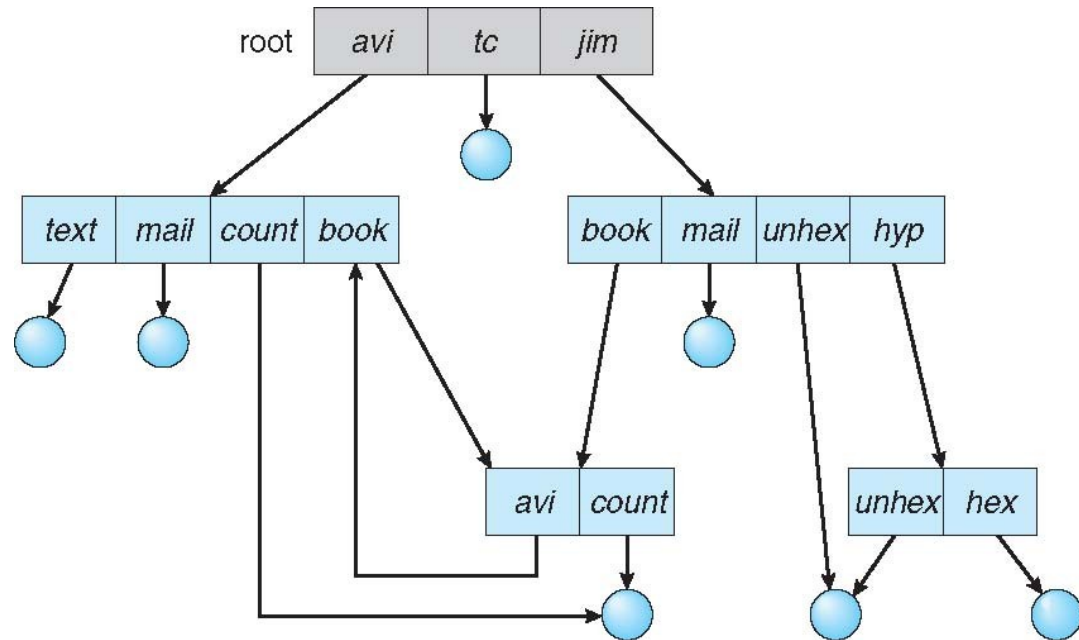 root avi tc jim
text mail count book
book mail unhex hyp
avi count
unhex hex